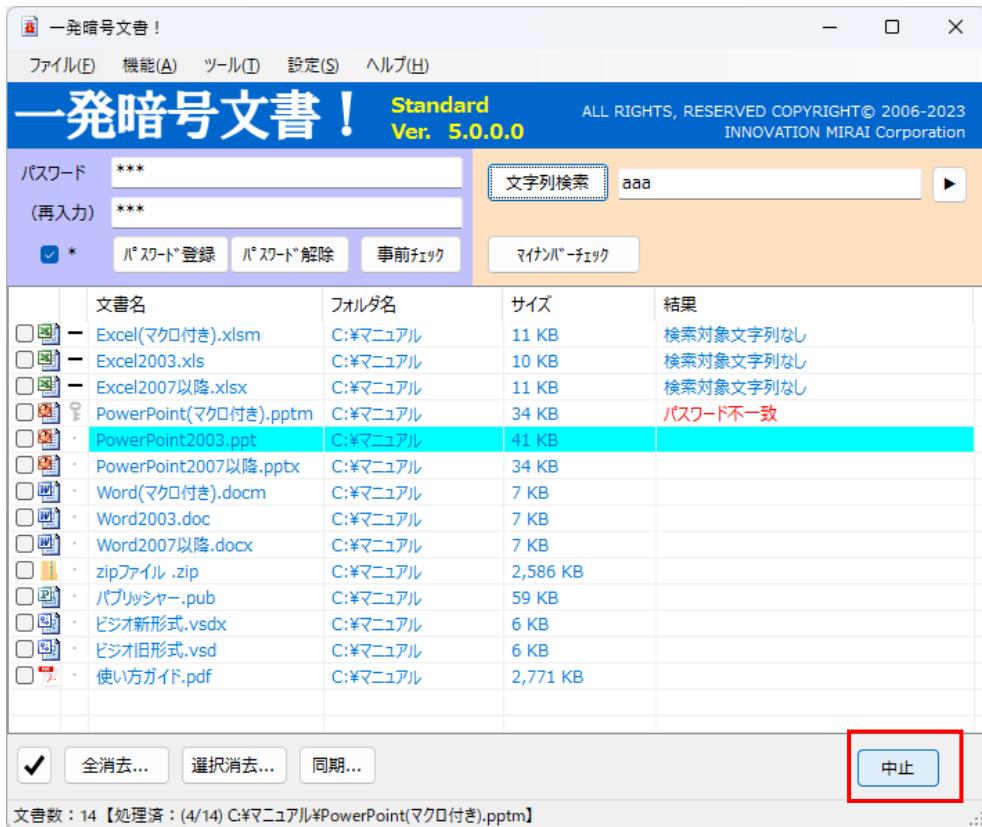 一発暗号文書！
ファイル(F) 機能(A) ツール(T) 設定(S) ヘルプ(H)
一発暗号文書！ Standard Ver. 5.0.0.0
ALL RIGHTS, RESERVED COPYRIGHT© 2006-2023
INNOVATION MIRAI Corporation
パスワード ***
(再入力) ***
* ﾊﾟｽﾜｰﾄﾞ登録 ﾊﾟｽﾜｰﾄﾞ解除 事前ﾁｪｯｸ
文字列検索 aaa
ﾏｲﾅﾝﾊﾞｰﾁｪｯｸ
文書名 フォルダ名 サイズ 結果
Excel(マクロ付き).xlsm C:¥マニュアル 11 KB 検索対象文字列なし
Excel2003.xls C:¥マニュアル 10 KB 検索対象文字列なし
Excel2007以降.xlsx C:¥マニュアル 11 KB 検索対象文字列なし
PowerPoint(マクロ付き).pptm C:¥マニュアル 34 KB パスワード不一致
PowerPoint2003.ppt C:¥マニュアル 41 KB
PowerPoint2007以降.pptx C:¥マニュアル 34 KB
Word(マクロ付き).docm C:¥マニュアル 7 KB
Word2003.doc C:¥マニュアル 7 KB
Word2007以降.docx C:¥マニュアル 7 KB
zipファイル .zip C:¥マニュアル 2,586 KB
パブリッシャー.pub C:¥マニュアル 59 KB
ビジオ新形式.vsdx C:¥マニュアル 6 KB
ビジオ旧形式.vsd C:¥マニュアル 6 KB
使い方ガイド.pdf C:¥マニュアル 2,771 KB
全消去... 選択消去... 同期... 中止
文書数：14【処理済：(4/14) C:¥マニュアル¥PowerPoint(マクロ付き).pptm】